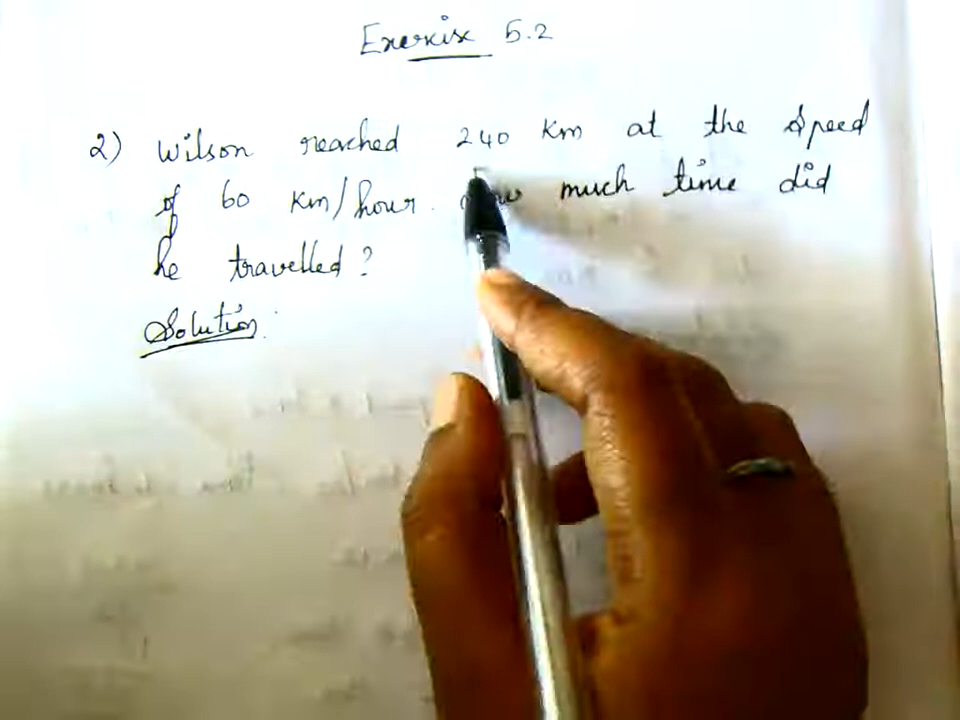 Exercise 5.2
2) Wilson reached 240 Km at the speed
of 60 Km/hour. much time did
he travelled?
Solution: